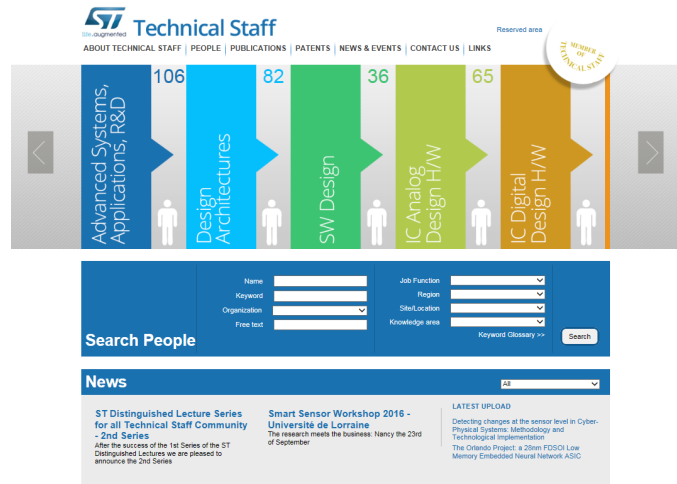 ST
life.augmented
Technical Staff
Reserved area
MEMBER
OF
TECHNICAL STAFF
ABOUT TECHNICAL STAFF | PEOPLE | PUBLICATIONS | PATENTS | NEWS & EVENTS | CONTACT US | LINKS
106
82
36
65
Advanced Systems,
Applications, R&D
Design
Architectures
SW Design
IC Analog
Design H/W
IC Digital
Design H/W
Search People
Name
Keyword
Organization
Free text
Job Function
Region
Site/Location
Knowledge area
Keyword Glossary >>
Search
News
All
ST Distinguished Lecture Series
for all Technical Staff Community
- 2nd Series
After the success of the 1st Series of the ST
Distinguished Lectures we are pleased to
announce the 2nd Series
Smart Sensor Workshop 2016 -
Université de Lorraine
The research meets the business: Nancy the 23rd
of September
LATEST UPLOAD
Detecting changes at the sensor level in Cyber-
Physical Systems: Methodology and
Technological Implementation
The Orlando Project: a 28nm FDSOI Low
Memory Embedded Neural Network ASIC